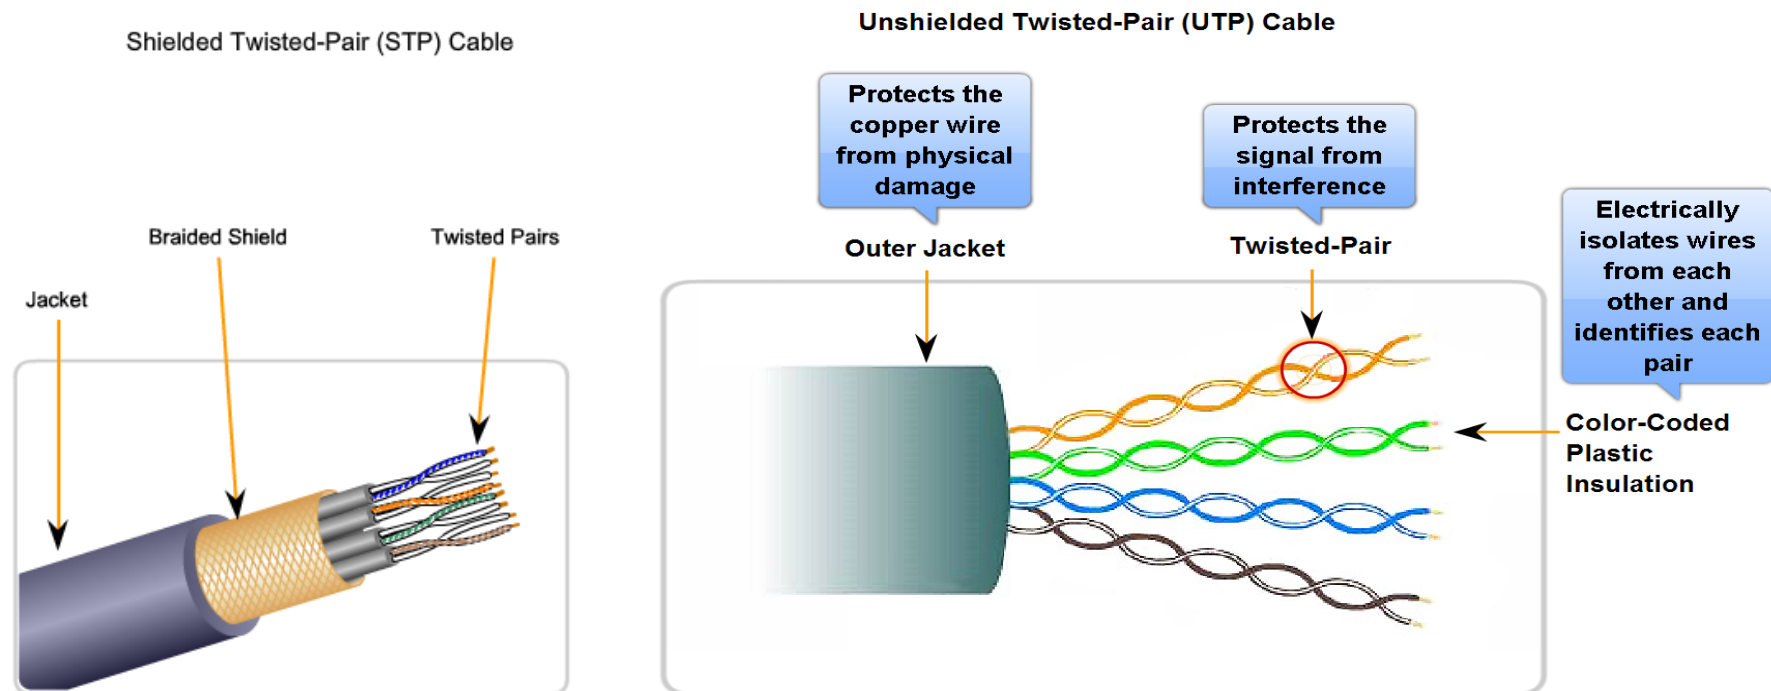 Shielded Twisted-Pair (STP) Cable
Jacket
Braided Shield
Twisted Pairs
Unshielded Twisted-Pair (UTP) Cable
Protects the
copper wire
from physical
damage
Outer Jacket
Protects the
signal from
interference
Twisted-Pair
Electrically
isolates wires
from each
other and
identifies each
pair
Color-Coded
Plastic
Insulation